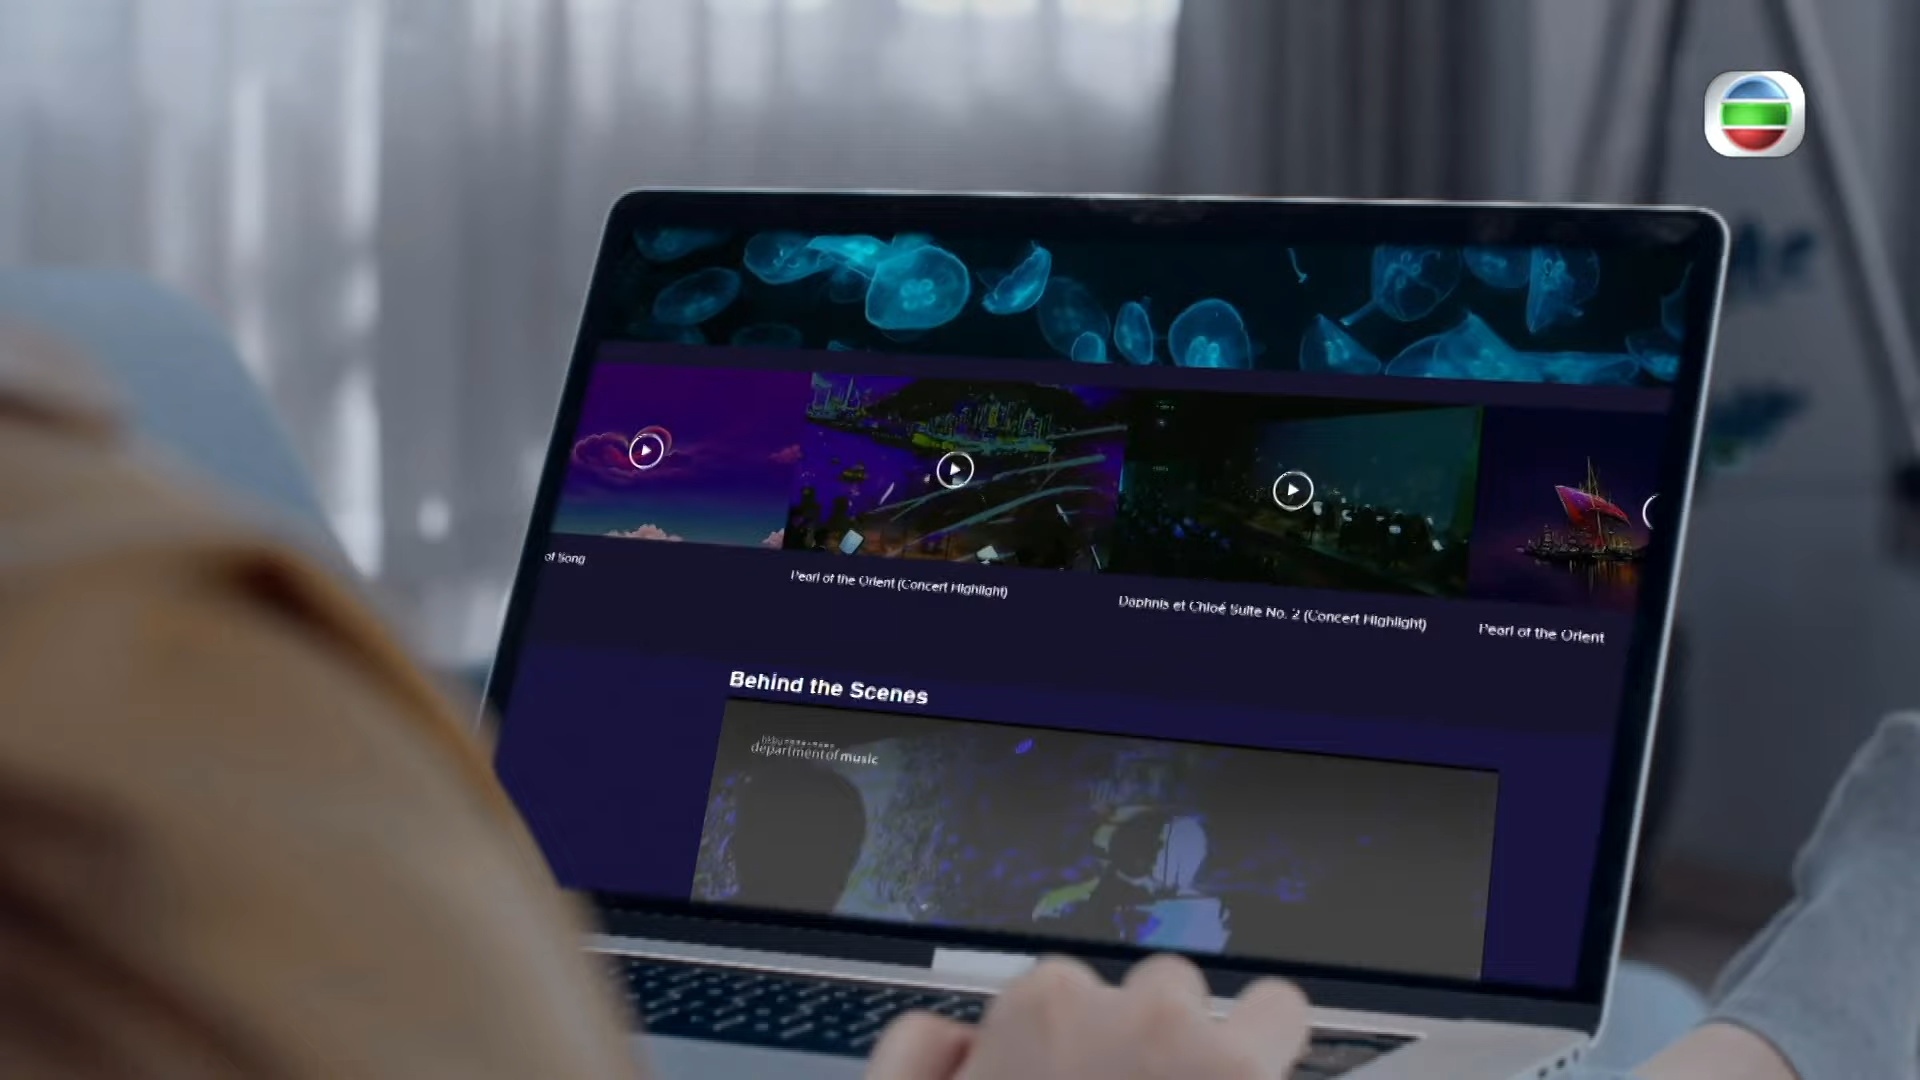 of Song
Pearl of the Orient (Concert Highlight)
Daphnis et Chloé Suite No. 2 (Concert Highlight)
Pearl of the Orient
Behind the Scenes
hkbu
departmentofmusic